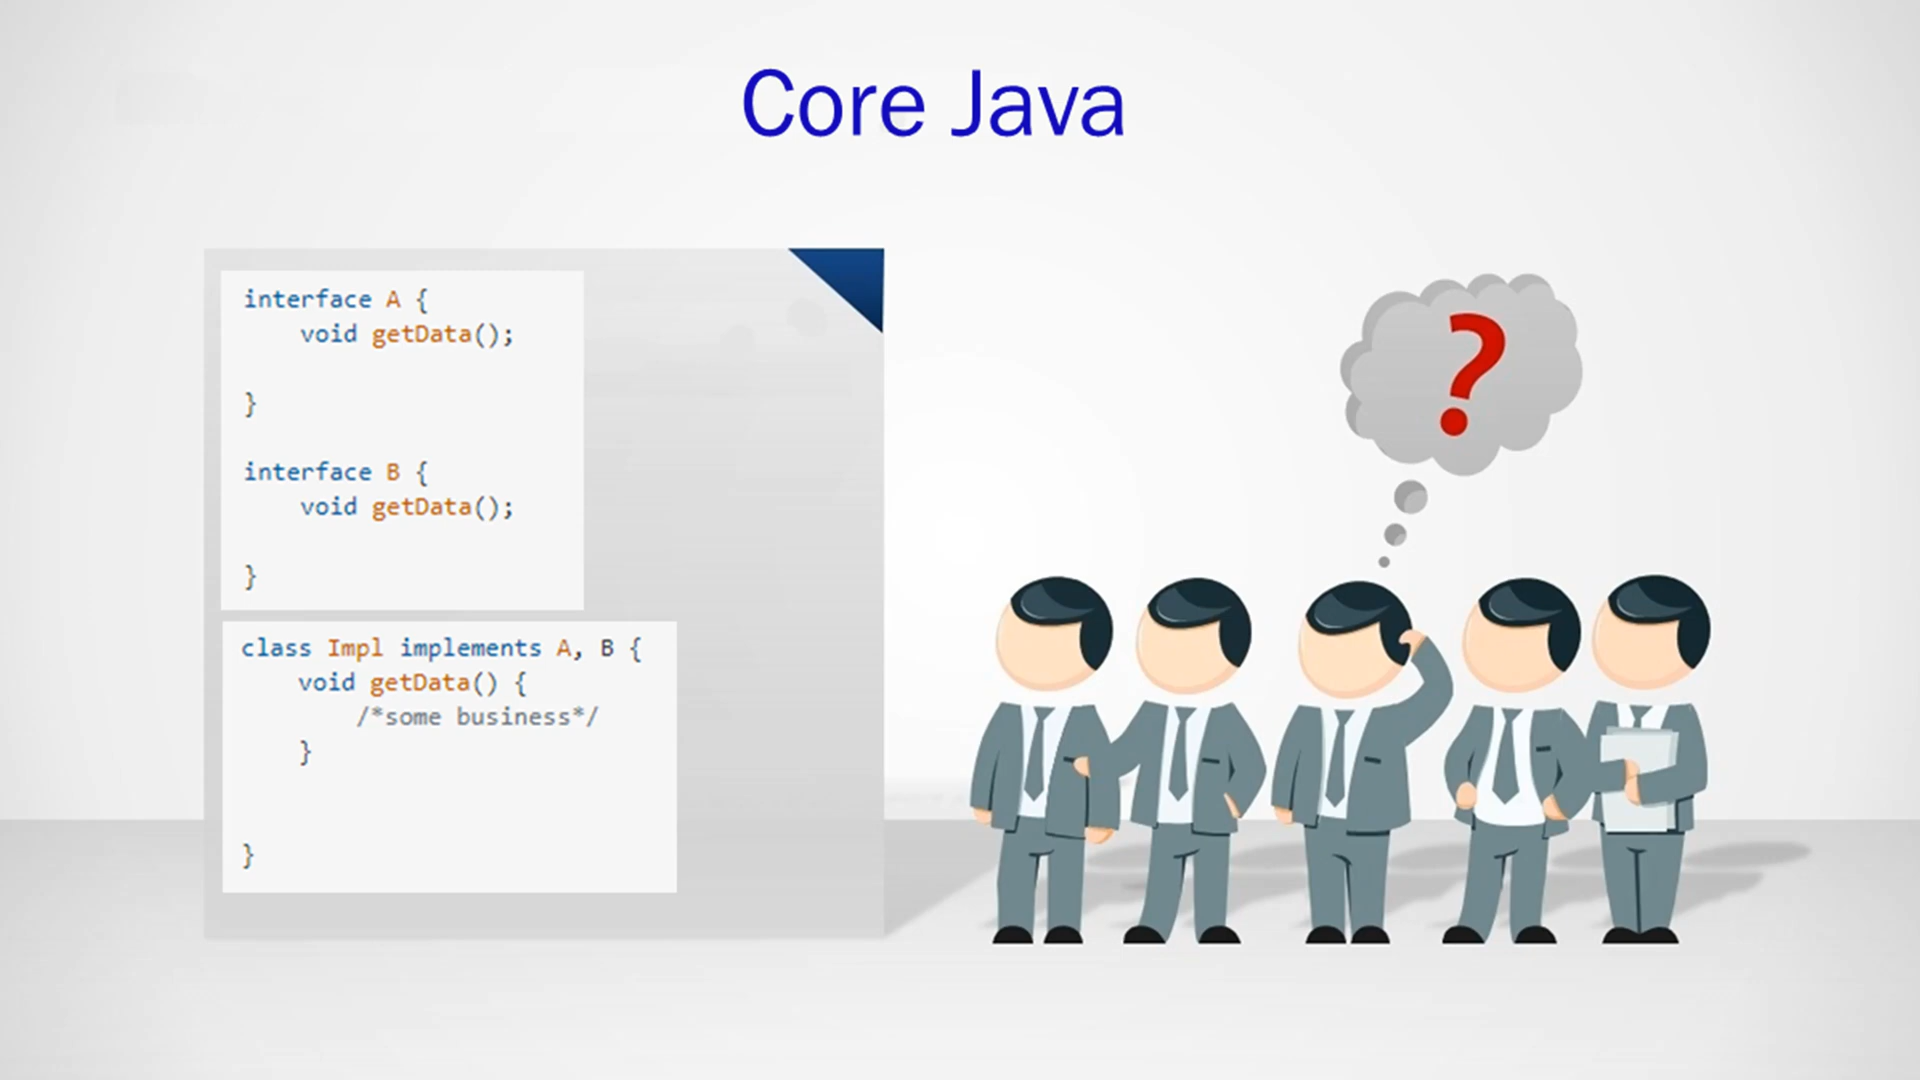 Core Java
interface A {
    void getData();
}
interface B {
    void getData();
}
class Impl implements A, B {
    void getData() {
        /*some business*/
    }
}
?